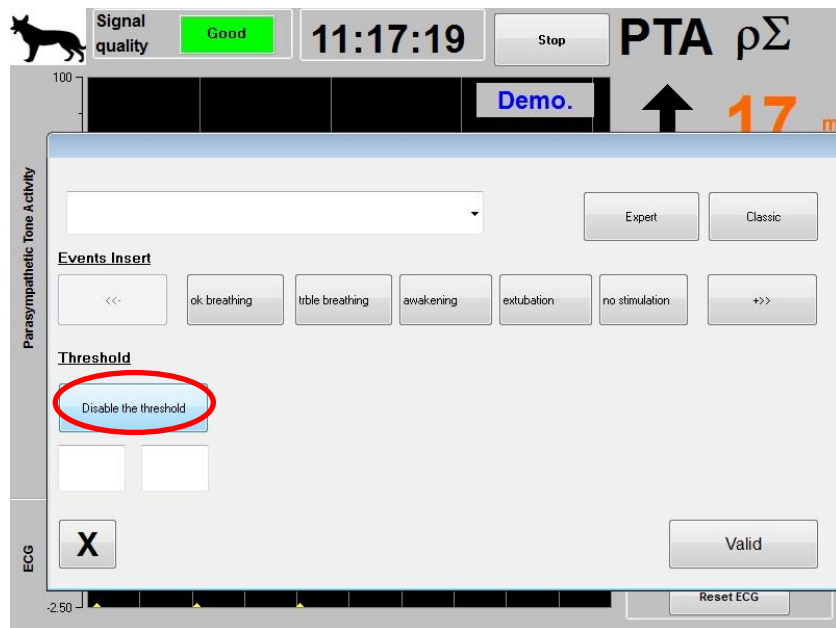 Signal
quality
Good
11:17:19
Stop
PTA ρΣ
100
Demo.
17
Parasympathetic Tone Activity
Expert
Classic
Events Insert
<<-
ok breathing
trble breathing
awakening
extubation
no stimulation
+>>
Threshold
Disable the threshold
X
Valid
ECG
-2.50
Reset ECG